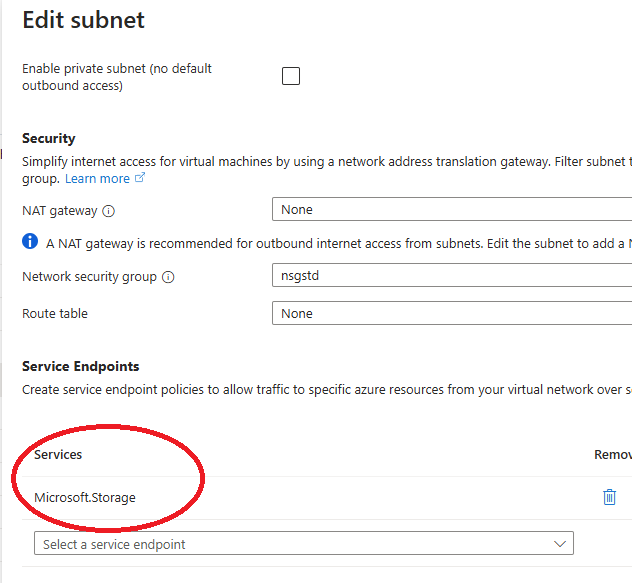 Edit subnet
Enable private subnet (no default
outbound access)
Security
Simplify internet access for virtual machines by using a network address translation gateway. Filter subnet
group. Learn more
NAT gateway
None
A NAT gateway is recommended for outbound internet access from subnets. Edit the subnet to add a
Network security group
nsgstd
Route table
None
Service Endpoints
Create service endpoint policies to allow traffic to specific azure resources from your virtual network over
Services
Microsoft.Storage
Select a service endpoint